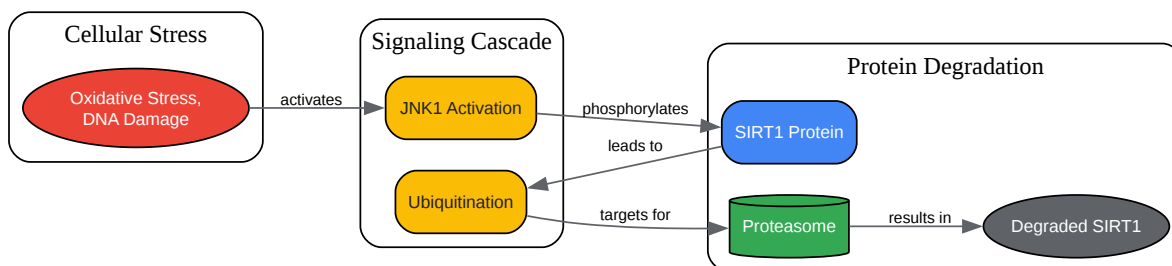 Cellular Stress
Oxidative Stress,
DNA Damage
activates
Signaling Cascade
JNK1 Activation
phosphorylates
leads to
Ubiquitination
targets for
Protein Degradation
SIRT1 Protein
Proteasome
results in
Degraded SIRT1